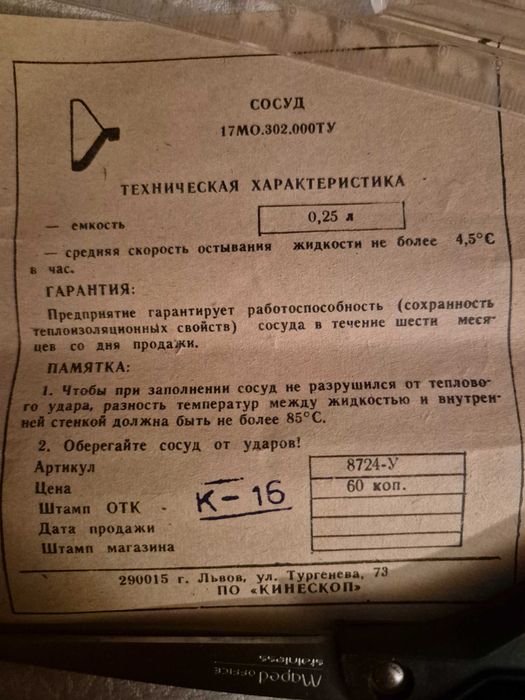 СОСУД
17МО.302.000ТУ
ТЕХНИЧЕСКАЯ ХАРАКТЕРИСТИКА
— емкость 0,25 л
— средняя скорость остывания жидкости не более 4,5°С
в час.
ГАРАНТИЯ:
Предприятие гарантирует работоспособность (сохранность
теплоизоляционных свойств) сосуда в течение шести меся-
цев со дня продажи.
ПАМЯТКА:
1. Чтобы при заполнении сосуд не разрушился от теплово-
го удара, разность температур между жидкостью и внутрен-
ней стенкой должна быть не более 85°С.
2. Оберегайте сосуд от ударов!
Артикул 8724-У
Цена 60 коп.
Штамп ОТК - К-16
Дата продажи
Штамп магазина
290015 г. Львов, ул. Тургенева, 73
ПО «КИНЕСКОП»
Maped OFFICE
stainless